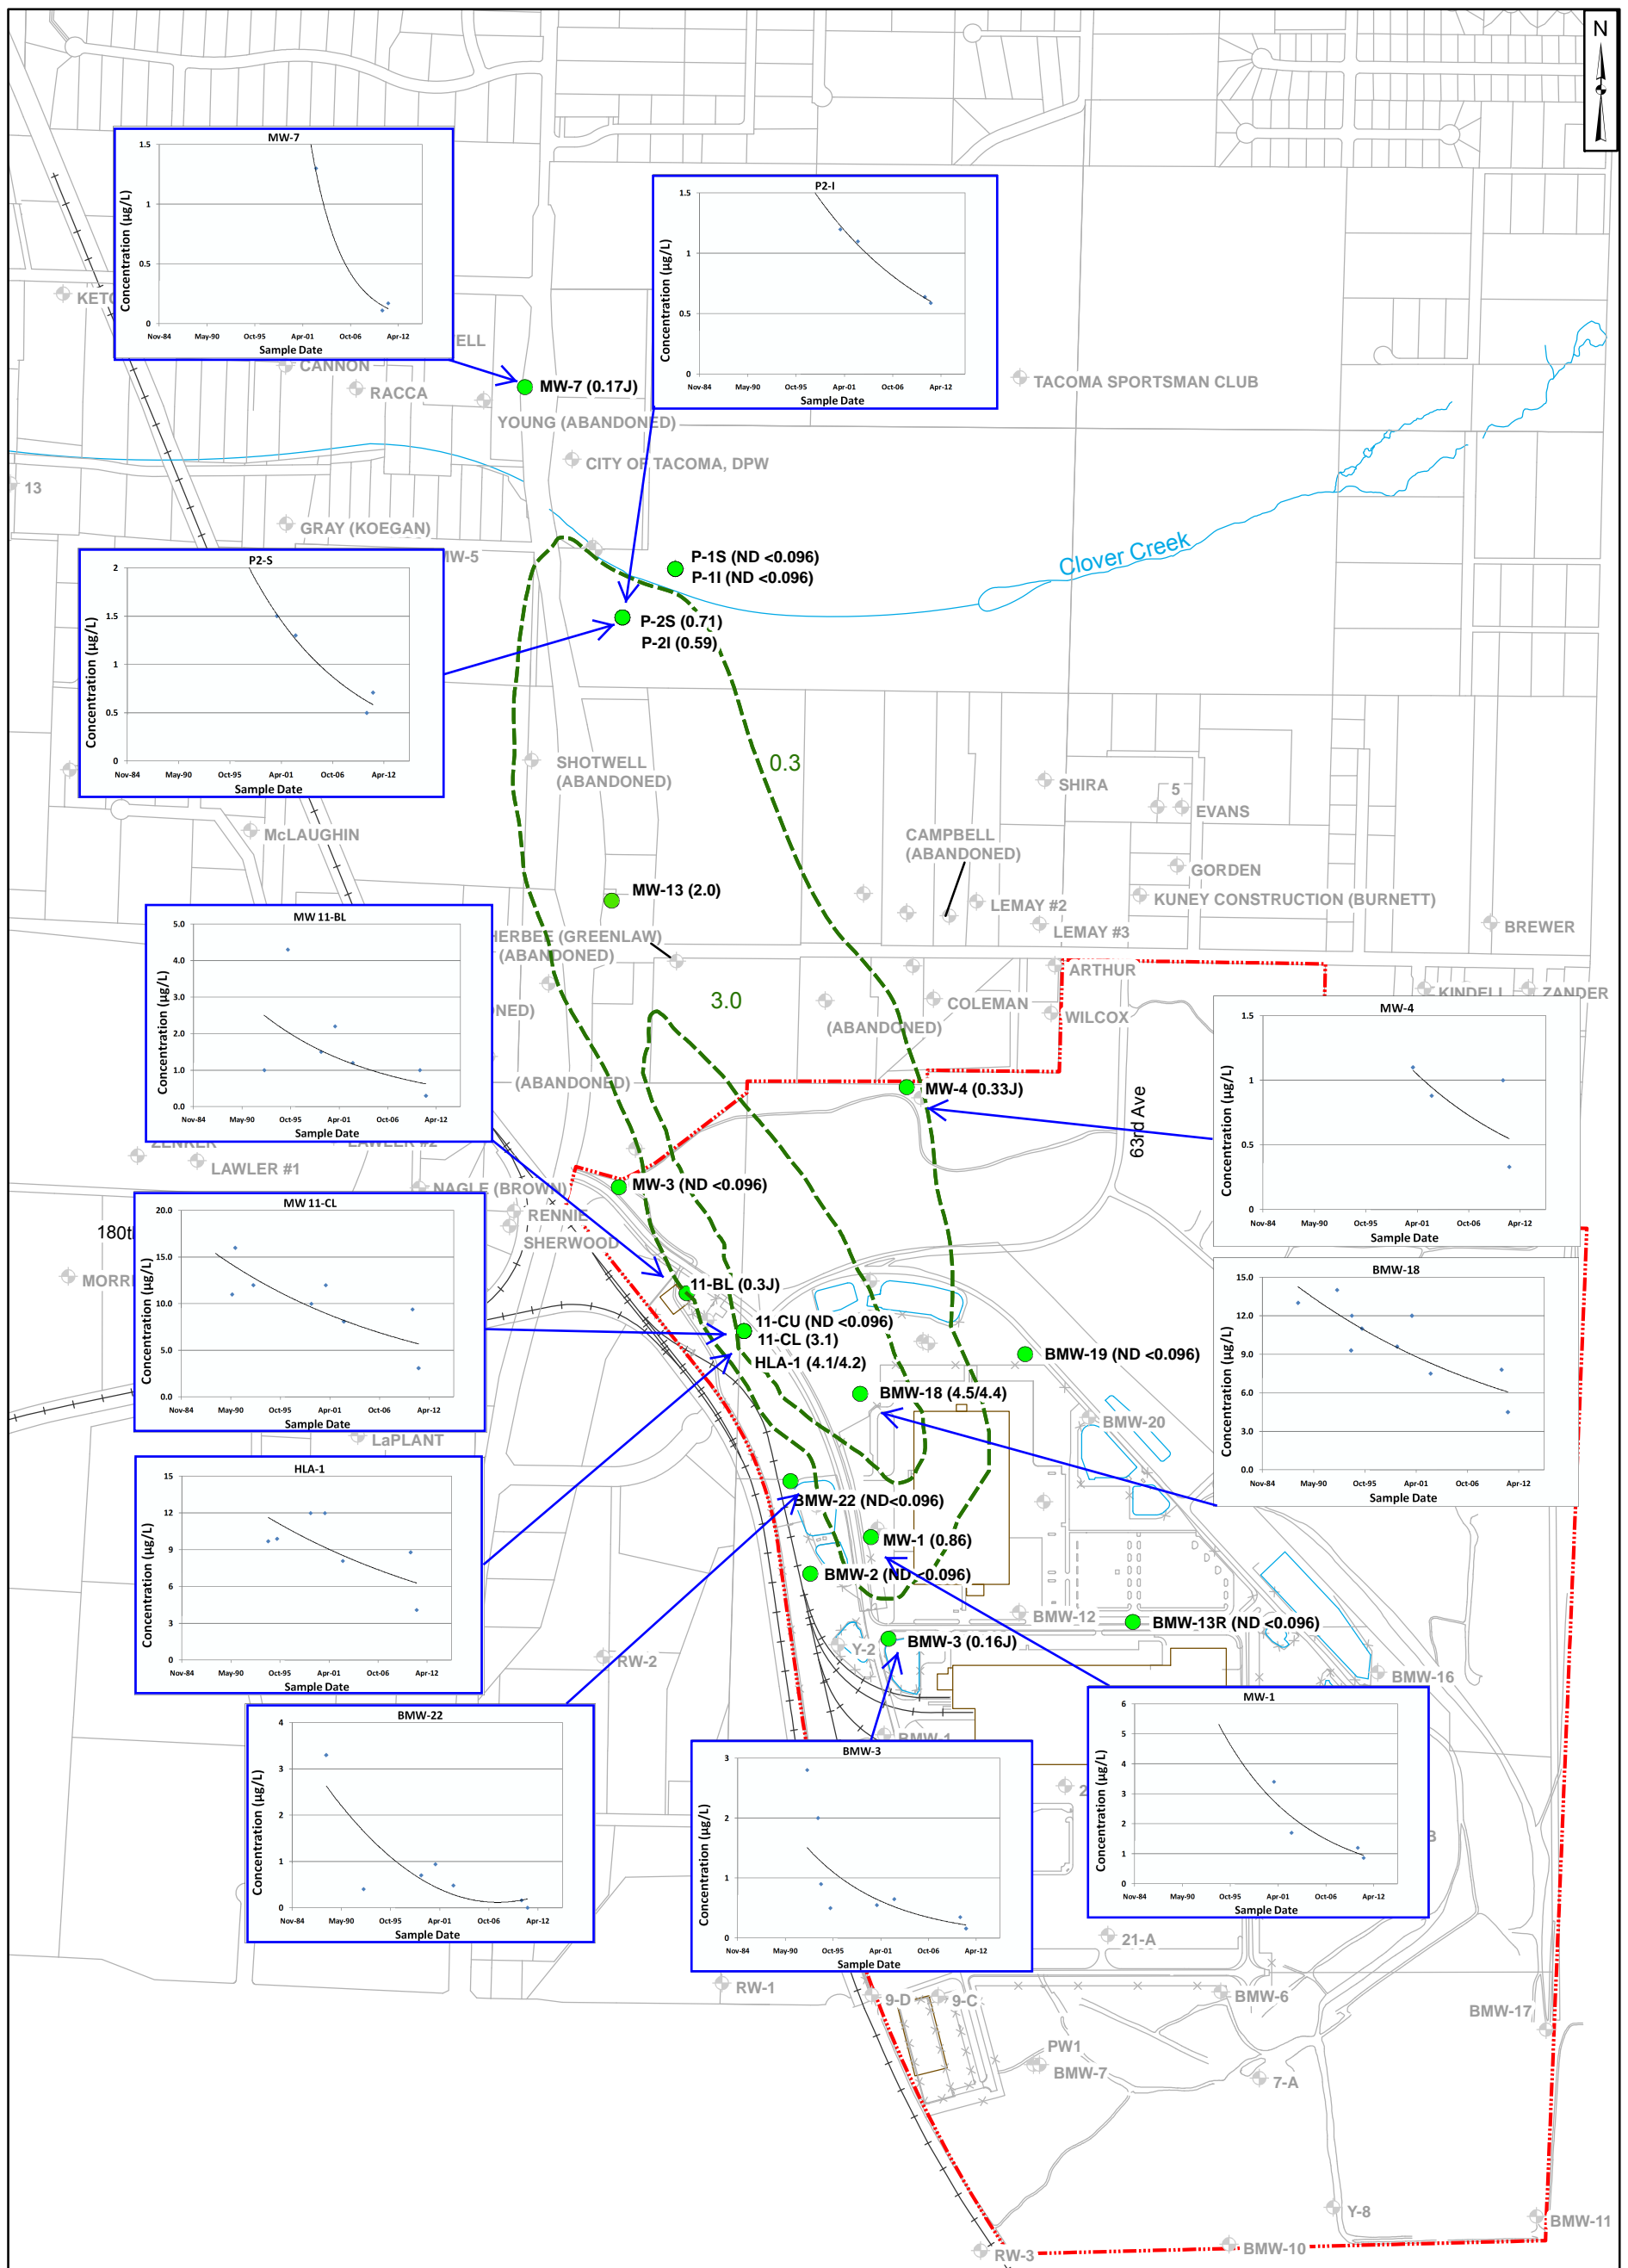 N
MW-7
1.5
1
0.5
0
Concentration (µg/L)
Nov-84 May-90 Oct-95 Apr-01 Oct-06 Apr-12
Sample Date
P2-I
1.5
1
0.5
0
Concentration (µg/L)
Nov-84 May-90 Oct-95 Apr-01 Oct-06 Apr-12
Sample Date
ELL
CANNON
RACCA
MW-7 (0.17J)
YOUNG (ABANDONED)
TACOMA SPORTSMAN CLUB
CITY OF TACOMA, DPW
13
GRAY (KOEGAN)
MW-5
P-1S (ND <0.096)
P-1I (ND <0.096)
Clover Creek
P-2S (0.71)
P-2I (0.59)
P2-S
2
1.5
1
0.5
0
Concentration (µg/L)
Nov-84 May-90 Oct-95 Apr-01 Oct-06 Apr-12
Sample Date
0.3
SHOTWELL
(ABANDONED)
SHIRA
5
EVANS
McLAUGHIN
CAMPBELL
(ABANDONED)
GORDEN
MW-13 (2.0)
LEMAY #2
KUNEY CONSTRUCTION (BURNETT)
LEMAY #3
BREWER
HERBEE (GREENLAW)
(ABANDONED)
ARTHUR
3.0
COLEMAN
KINDELL
ZANDER
NED)
(ABANDONED)
WILCOX
MW 11-BL
5.0
4.0
3.0
2.0
1.0
0.0
Concentration (µg/L)
Nov-84 May-90 Oct-95 Apr-01 Oct-06 Apr-12
Sample Date
(ABANDONED)
MW-4 (0.33J)
63rd Ave
MW-4
1.5
1
0.5
0
Concentration (µg/L)
Nov-84 May-90 Oct-95 Apr-01 Oct-06 Apr-12
Sample Date
ZENKER
LAWLER #2
LAWLER #1
NAGLE (BROWN)
MW-3 (ND <0.096)
RENNIE
SHERWOOD
180th
MORRI
MW 11-CL
20.0
15.0
10.0
5.0
0.0
Concentration (µg/L)
Nov-84 May-90 Oct-95 Apr-01 Oct-06 Apr-12
Sample Date
11-BL (0.3J)
11-CU (ND <0.096)
11-CL (3.1)
HLA-1 (4.1/4.2)
BMW-19 (ND <0.096)
BMW-18 (4.5/4.4)
BMW-20
BMW-18
15.0
12.0
9.0
6.0
3.0
0.0
Concentration (µg/L)
Nov-84 May-90 Oct-95 Apr-01 Oct-06 Apr-12
Sample Date
LaPLANT
HLA-1
15
12
9
6
3
0
Concentration (µg/L)
Nov-84 May-90 Oct-95 Apr-01 Oct-06 Apr-12
Sample Date
BMW-22 (ND<0.096)
MW-1 (0.86)
BMW-2 (ND <0.096)
BMW-12
BMW-13R (ND <0.096)
BMW-3 (0.16J)
Y-2
RW-2
BMW-16
BMW-1
BMW-22
4
3
2
1
0
Concentration (µg/L)
Nov-84 May-90 Oct-95 Apr-01 Oct-06 Apr-12
Sample Date
BMW-3
3
2
1
0
Concentration (µg/L)
Nov-84 May-90 Oct-95 Apr-01 Oct-06 Apr-12
Sample Date
MW-1
6
5
4
3
2
1
0
Concentration (µg/L)
Nov-84 May-90 Oct-95 Apr-01 Oct-06 Apr-12
Sample Date
2
21-A
RW-1
9-D
9-C
BMW-6
BMW-17
PW1
BMW-7
7-A
Y-8
BMW-11
BMW-10
RW-3